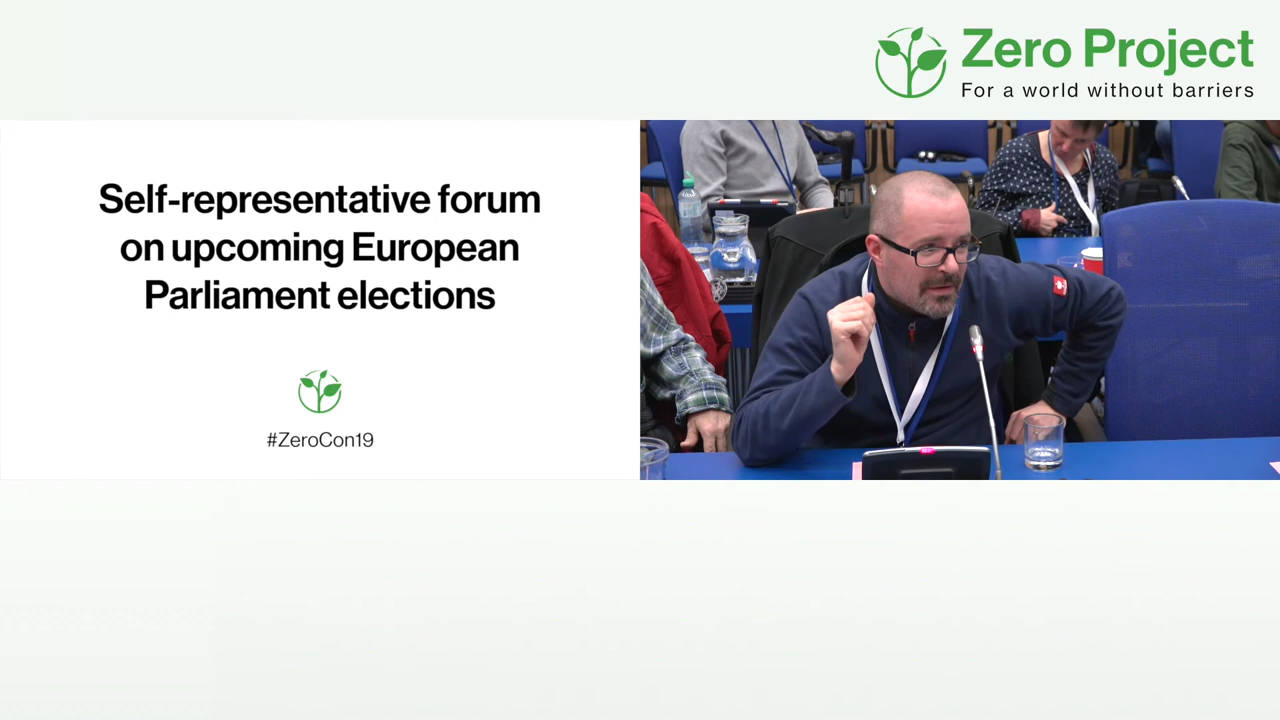 Zero Project
For a world without barriers
Self-representative forum
on upcoming European
Parliament elections
#ZeroCon19